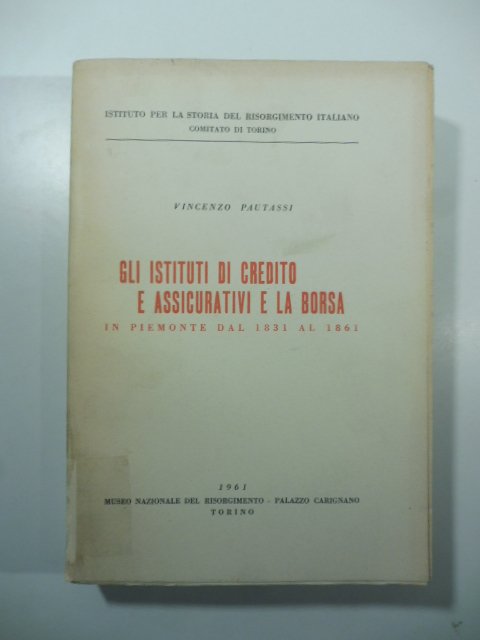 ISTITUTO PER LA STORIA DEL RISORGIMENTO ITALIANO
COMITATO DI TORINO
VINCENZO PAUTASSI
GLI ISTITUTI DI CREDITO
E ASSICURATIVI E LA BORSA
IN PIEMONTE DAL 1831 AL 1861
1961
MUSEO NAZIONALE DEL RISORGIMENTO - PALAZZO CARIGNANO
TORINO